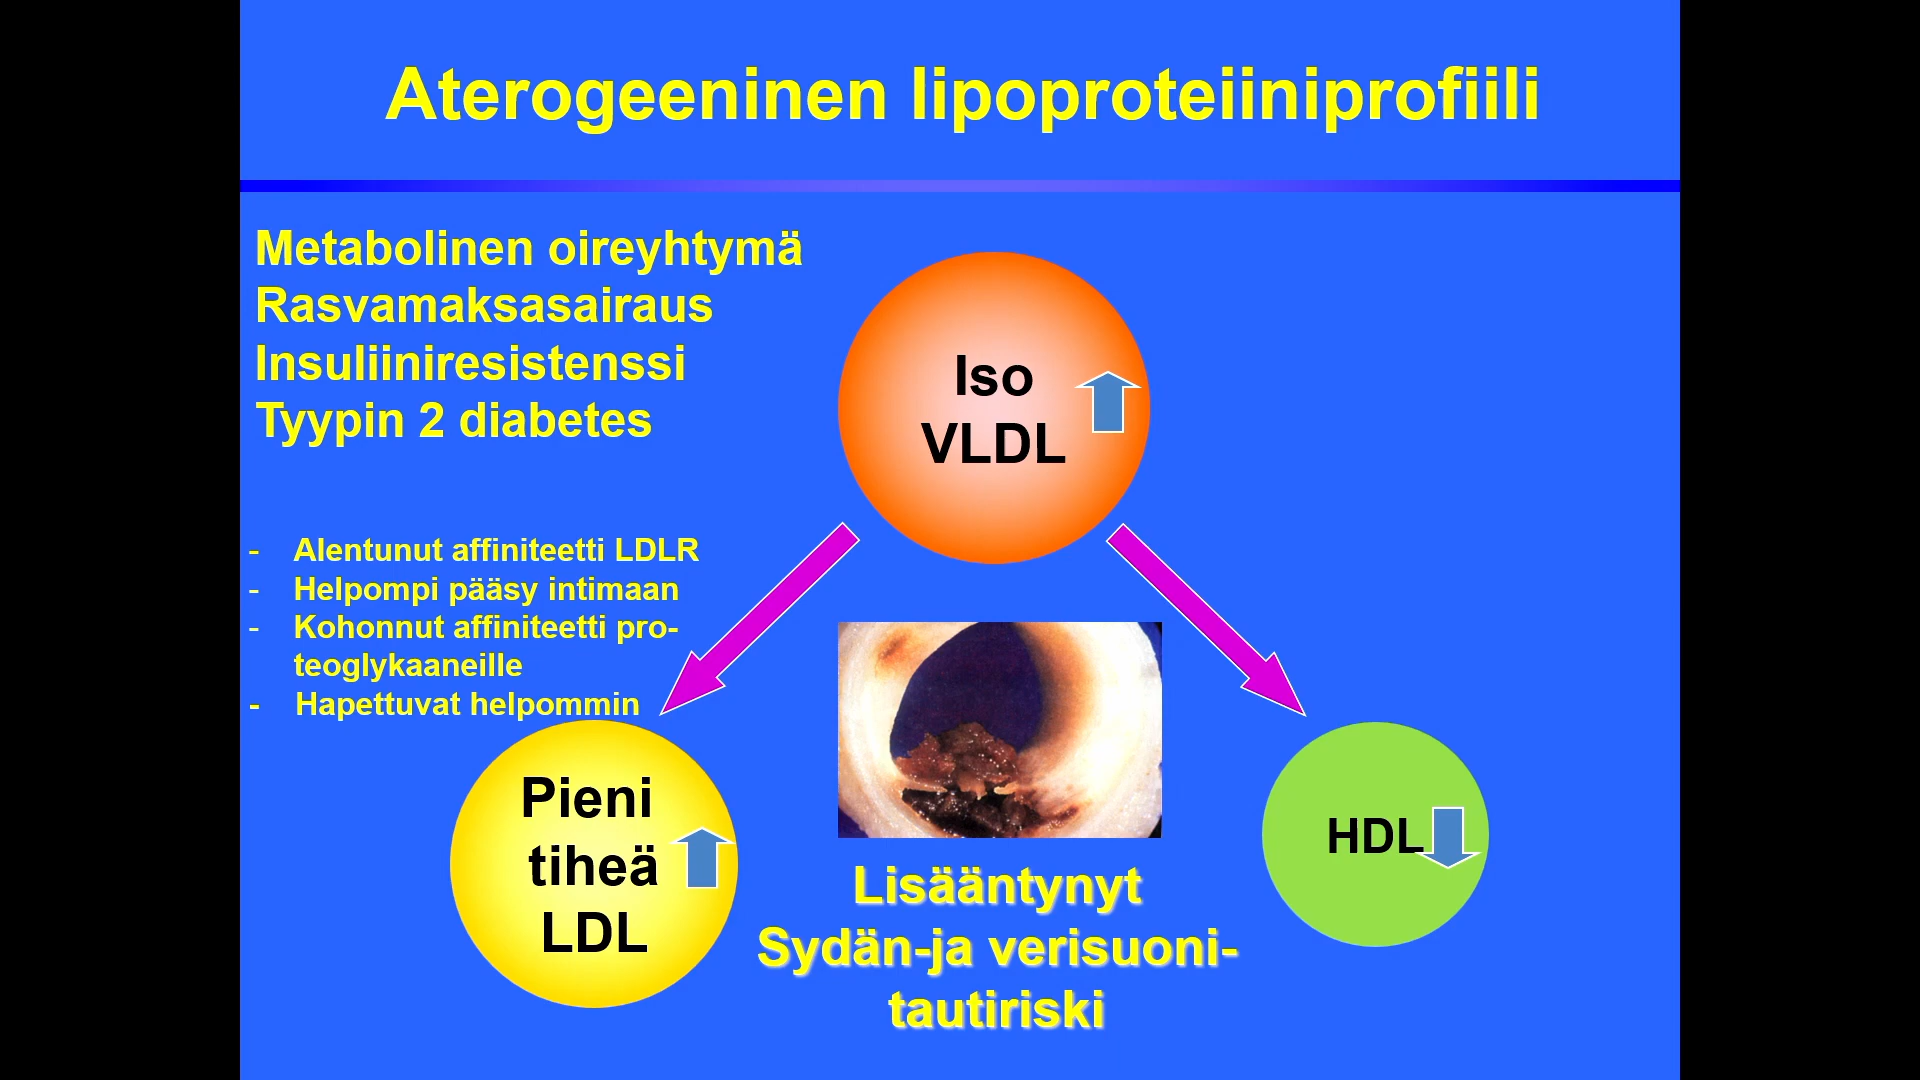 Aterogeeninen lipoproteiiniprofiili
Metabolinen oireyhtymä
Rasvamaksasairaus
Insuliiniresistenssi
Tyypin 2 diabetes
Iso
VLDL
- Alentunut affiniteetti LDLR
- Helpompi pääsy intimaan
- Kohonnut affiniteetti pro-
teoglykaaneille
- Hapettuvat helpommin
Pieni
tiheä
LDL
HDL
Lisääntynyt
Sydän-ja verisuoni-
tautiriski